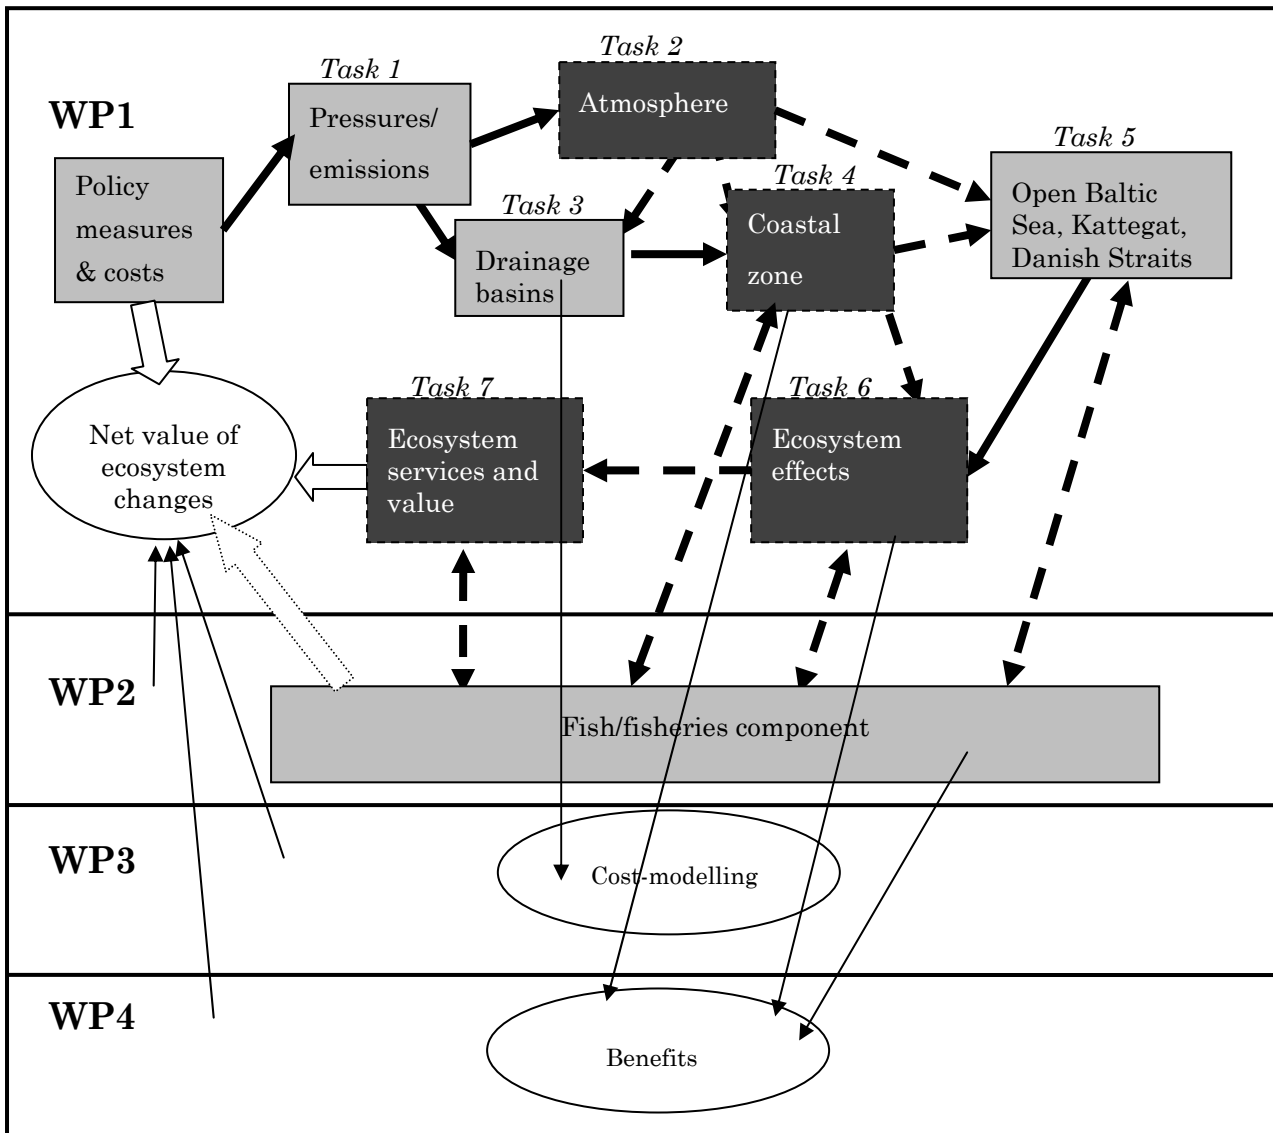 Task 2
Task 1
WP1
Atmosphere
Pressures/
emissions
Task 5
Policy
measures
& costs
Task 4
Task 3
Open Baltic
Sea, Kattegat,
Danish Straits
Coastal
zone
Drainage
basins
Task 7
Task 6
Net value of
ecosystem
changes
Ecosystem
services and
value
Ecosystem
effects
WP2
Fish/fisheries component
WP3
Cost-modelling
WP4
Benefits